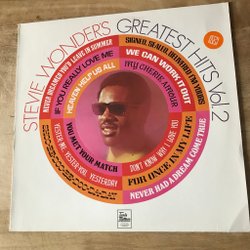 STEVIE WONDER'S GREATEST HITS Vol. 2
NEVER DREAMED YOU'D LEAVE IN SUMMER
IF YOU REALLY LOVE ME
HEAVEN HELP US ALL
SIGNED, SEALED, DELIVERED I'M YOURS
WE CAN WORK IT OUT
MY CHERIE AMOUR
YOU MET YOUR MATCH
YESTER-ME, YESTER-YOU, YESTERDAY
DON'T KNOW WHY I LOVE YOU
FOR ONCE IN MY LIFE
NEVER HAD A DREAM COME TRUE